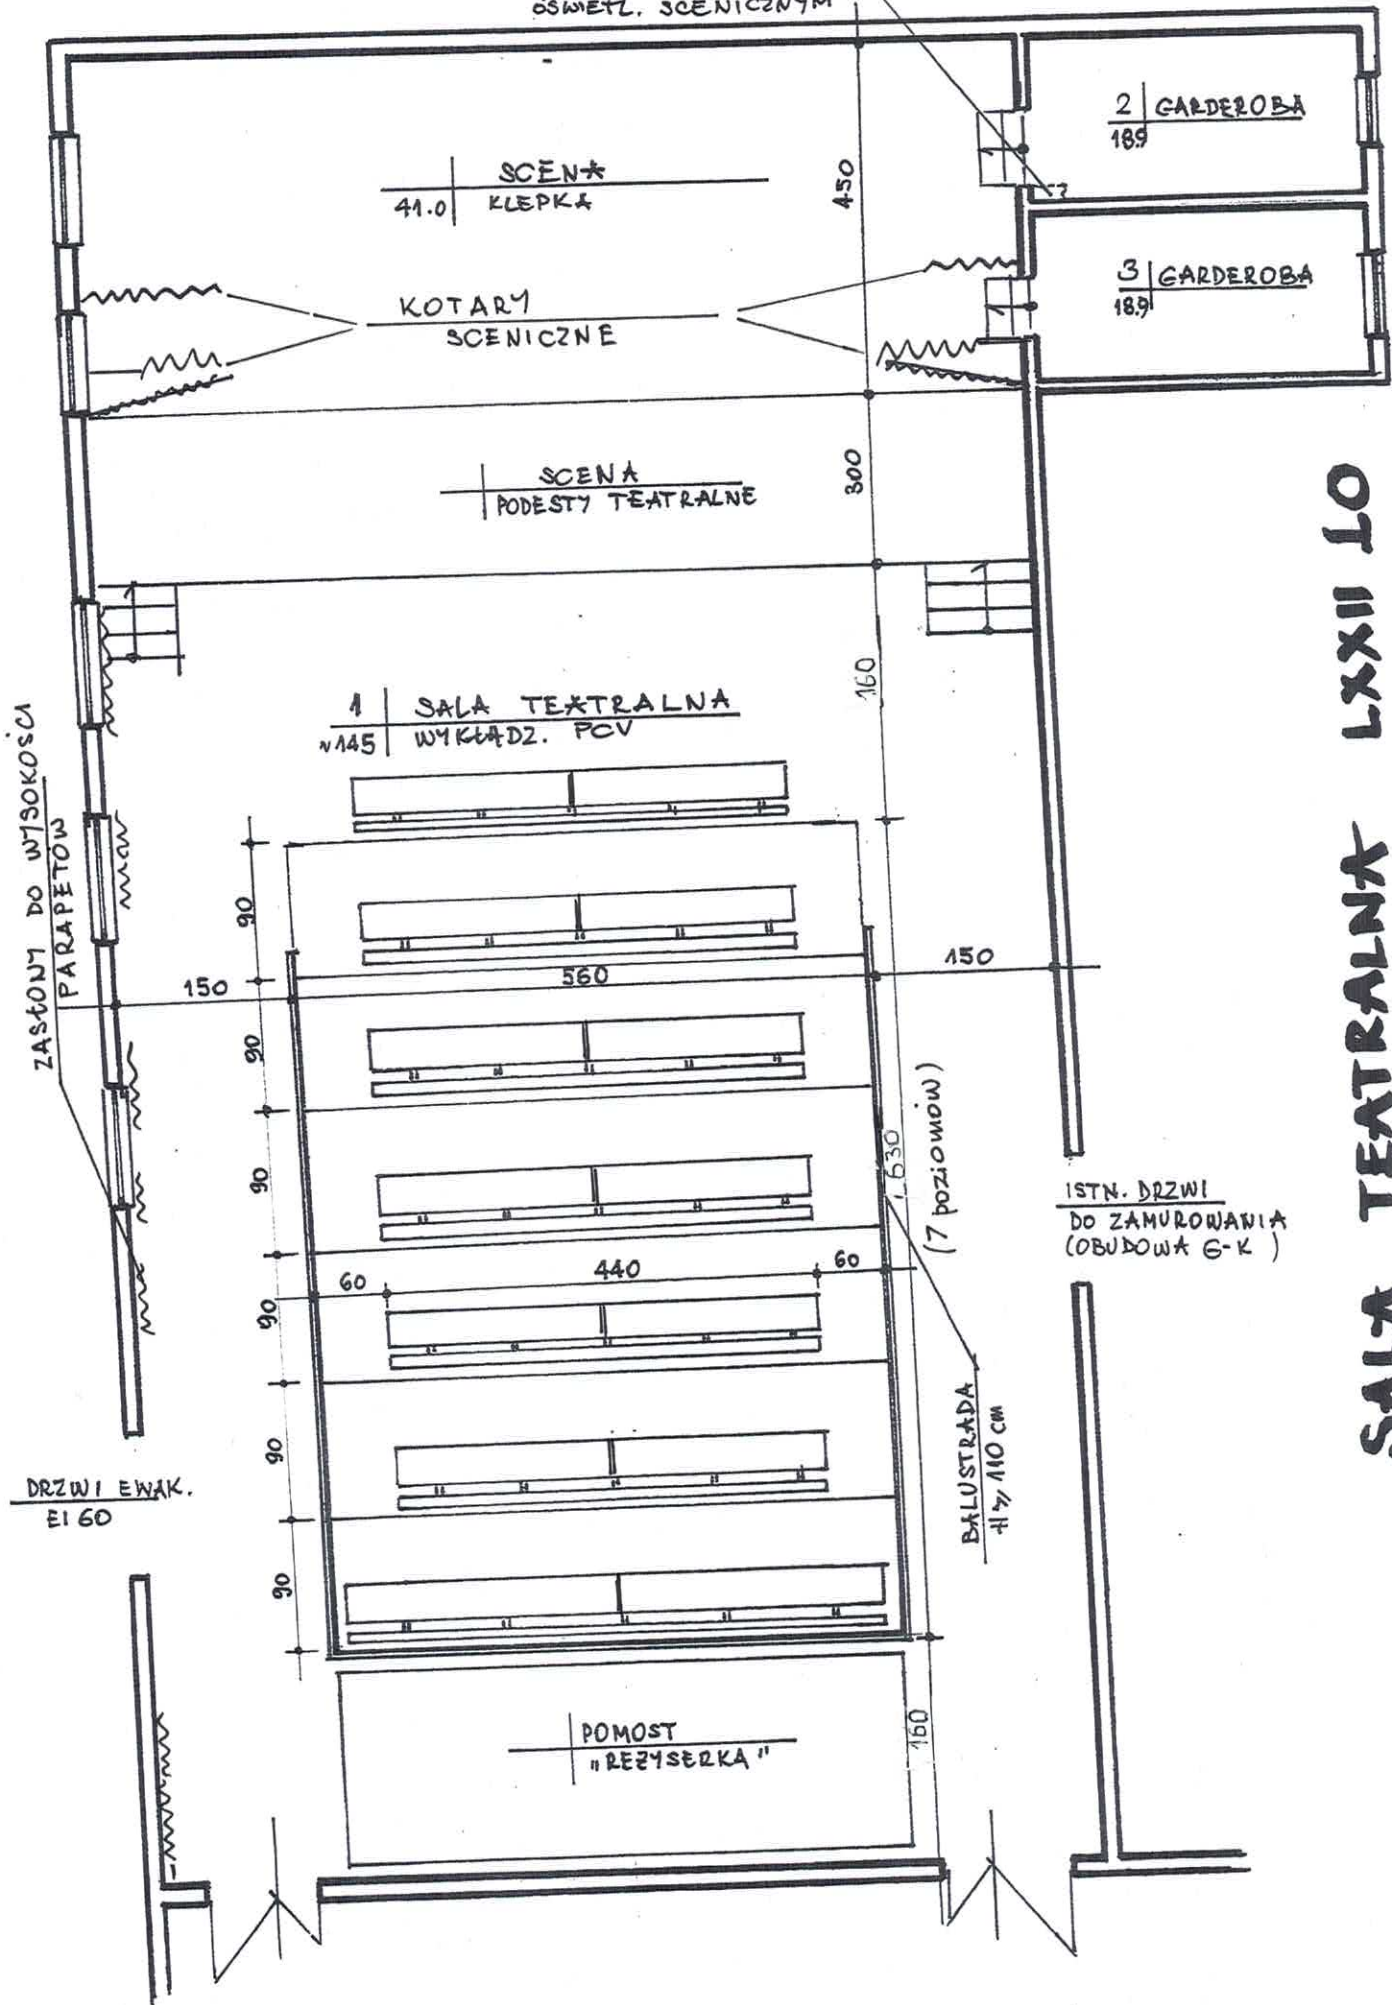 OŚWIETL. SCENICZNYM
2 GARDEROBA
18.9
SCENA
41.0 KLEPKA
450
3 GARDEROBA
18.9
KOTARY
SCENICZNE
SCENA
PODESTY TEATRALNE
300
160
1 SALA TEATRALNA
~145 WYKŁADZ. PCV
ZASŁONY DO WYSOKOŚCI
PARAPETÓW
90
150
560
150
90
90
630
(7 poziomów)
ISTN. DRZWI
DO ZAMUROWANIA
(OBUDOWA G-K)
60
440
60
90
90
BALUSTRADA
H ≥ 110 cm
DRZWI EWAK.
EI 60
90
POMOST
"REŻYSERKA"
160
SALA TEATRALNA LXXII LO